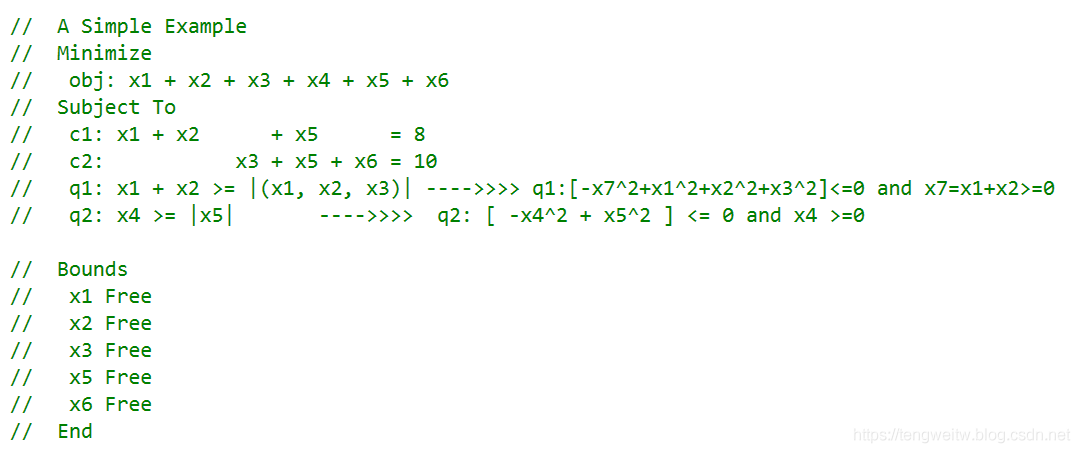 //  A Simple Example
//  Minimize
//   obj: x1 + x2 + x3 + x4 + x5 + x6
//  Subject To
//   c1: x1 + x2      + x5      = 8
//   c2:           x3 + x5 + x6 = 10
//   q1: x1 + x2 >= |(x1, x2, x3)| ---->>>> q1:[-x7^2+x1^2+x2^2+x3^2]<=0 and x7=x1+x2>=0
//   q2: x4 >= |x5|       ---->>>>  q2: [ -x4^2 + x5^2 ] <= 0 and x4 >=0
//  Bounds
//   x1 Free
//   x2 Free
//   x3 Free
//   x5 Free
//   x6 Free
//  End
https://tengweitw.blog.csdn.net